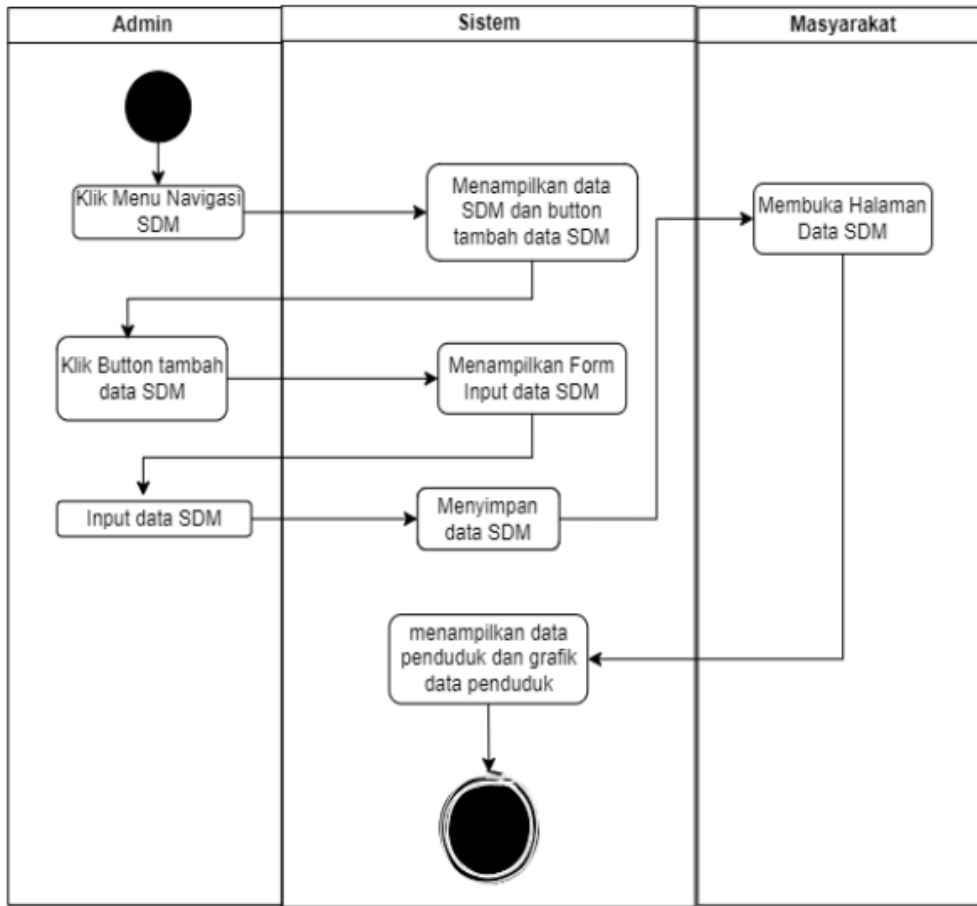 Admin
Sistem
Masyarakat
Klik Menu Navigasi
SDM
Menampilkan data
SDM dan button
tambah data SDM
Membuka Halaman
Data SDM
Klik Button tambah
data SDM
Menampilkan Form
Input data SDM
Input data SDM
Menyimpan
data SDM
menampilkan data
penduduk dan grafik
data penduduk